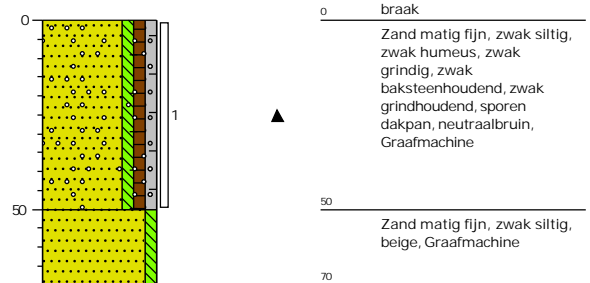 0
50
1
0
braak
Zand matig fijn, zwak siltig,
zwak humeus, zwak
grindig, zwak
baksteenhoudend, zwak
grindhoudend, sporen
dakpan, neutraalbruin,
Graafmachine
50
Zand matig fijn, zwak siltig,
beige, Graafmachine
70